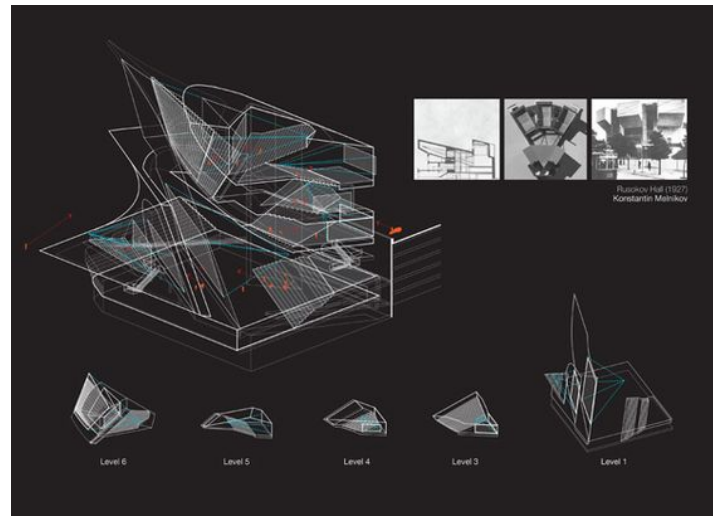 Rusokov Hall (1927)
Konstantin Melnikov
Level 6
Level 5
Level 4
Level 3
Level 1